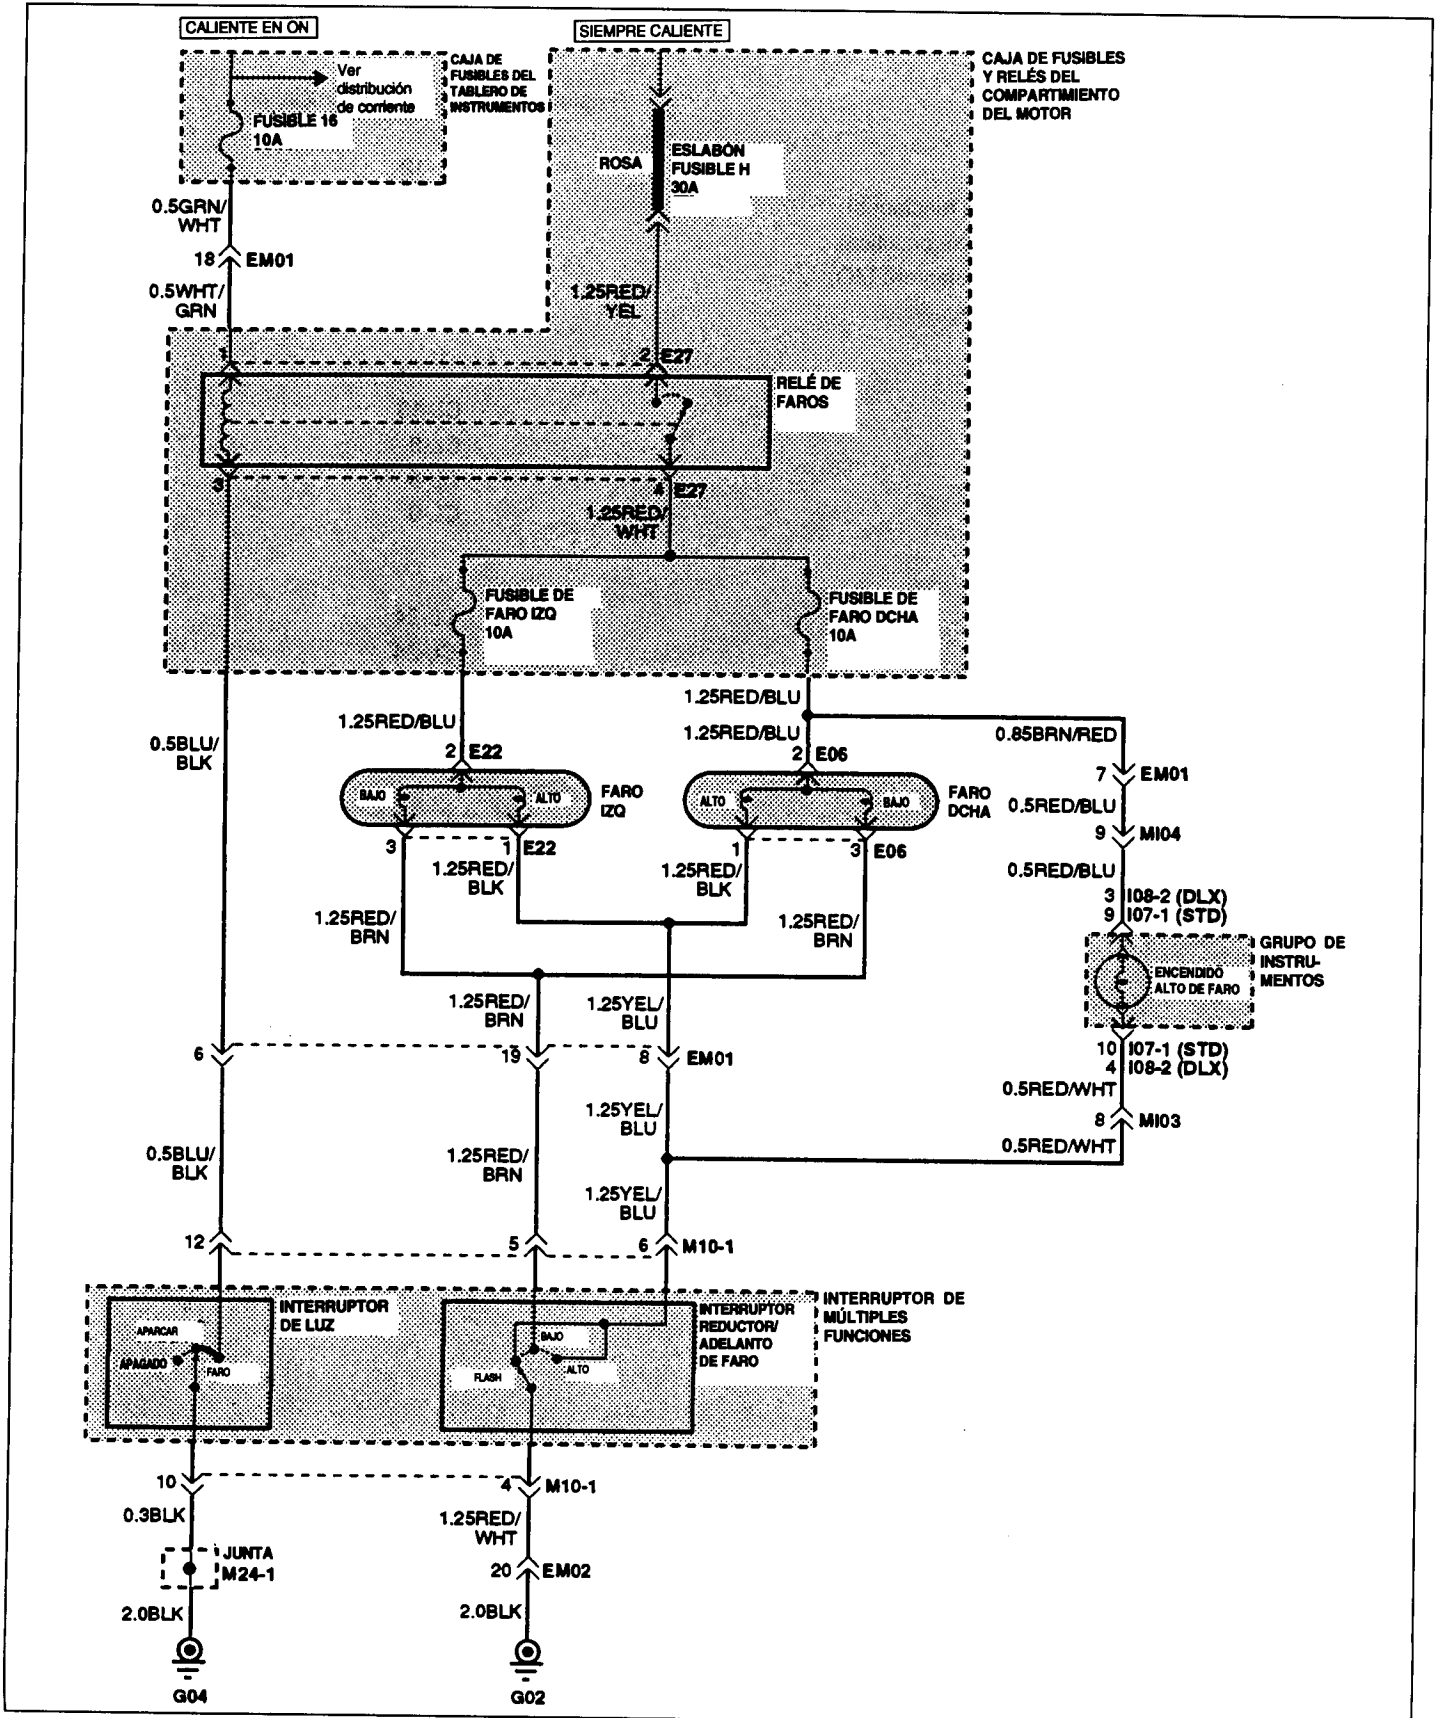 CALIENTE EN ON
SIEMPRE CALIENTE
Ver
distribución
de corriente
FUSIBLE 16
10A
CAJA DE
FUSIBLES DEL
TABLERO DE
INSTRUMENTOS
CAJA DE FUSIBLES
Y RELÉS DEL
COMPARTIMIENTO
DEL MOTOR
ROSA
ESLABÓN
FUSIBLE H
30A
0.5GRN/
WHT
18 EM01
0.5WHT/
GRN
1.25RED/
YEL
1
2 E27
RELÉ DE
FAROS
3
4 E27
1.25RED/
WHT
FUSIBLE DE
FARO IZQ
10A
FUSIBLE DE
FARO DCHA
10A
1.25RED/BLU
1.25RED/BLU
1.25RED/BLU
0.85BRN/RED
0.5BLU/
BLK
2 E22
2 E06
7 EM01
BAJO
ALTO
FARO
IZQ
ALTO
BAJO
FARO
DCHA
0.5RED/BLU
9 MI04
3
1 E22
1
3 E06
1.25RED/
BLK
1.25RED/
BLK
0.5RED/BLU
3 I08-2 (DLX)
9 I07-1 (STD)
1.25RED/
BRN
1.25RED/
BRN
GRUPO DE
INSTRU-
MENTOS
ENCENDIDO
ALTO DE FARO
1.25RED/
BRN
1.25YEL/
BLU
6
19
8 EM01
10 I07-1 (STD)
4 I08-2 (DLX)
0.5RED/WHT
1.25YEL/
BLU
8 MI03
0.5BLU/
BLK
1.25RED/
BRN
0.5RED/WHT
1.25YEL/
BLU
12
5
6 M10-1
INTERRUPTOR
DE LUZ
APARCAR
APAGADO
FARO
BAJO
ALTO
FLASH
INTERRUPTOR
REDUCTOR/
ADELANTO
DE FARO
INTERRUPTOR DE
MÚLTIPLES
FUNCIONES
10
4 M10-1
0.3BLK
1.25RED/
WHT
JUNTA
M24-1
20 EM02
2.0BLK
2.0BLK
G04
G02